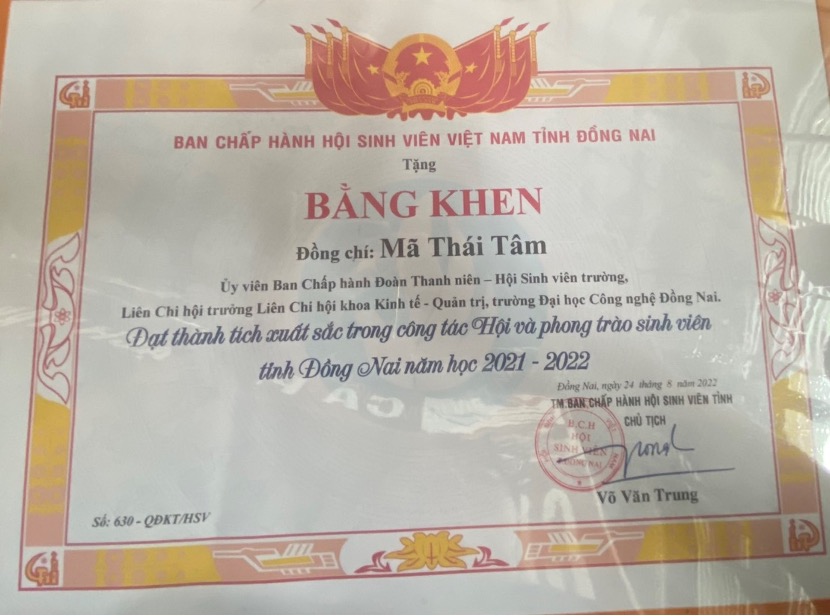 BAN CHẤP HÀNH HỘI SINH VIÊN VIỆT NAM TỈNH ĐỒNG NAI
Tặng
BẰNG KHEN
Đồng chí: Mã Thái Tâm
Ủy viên Ban Chấp hành Đoàn Thanh niên – Hội Sinh viên trường,
Liên Chi hội trưởng Liên Chi hội khoa Kinh tế - Quản trị, trường Đại học Công nghệ Đồng Nai.
Đạt thành tích xuất sắc trong công tác Hội và phong trào sinh viên
tỉnh Đồng Nai năm học 2021 - 2022
Đồng Nai, ngày 24 tháng 8 năm 2022
TM.BAN CHẤP HÀNH HỘI SINH VIÊN TỈNH
CHỦ TỊCH
B.C.H
HỘI
SINH VIÊN
Võ Văn Trung
Số: 630 - QĐKT/HSV